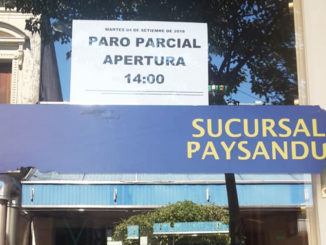 MARTES 04 DE SETIEMBRE DE 2018
PARO PARCIAL
APERTURA
14:00
SUCURSAL
PAYSANDU